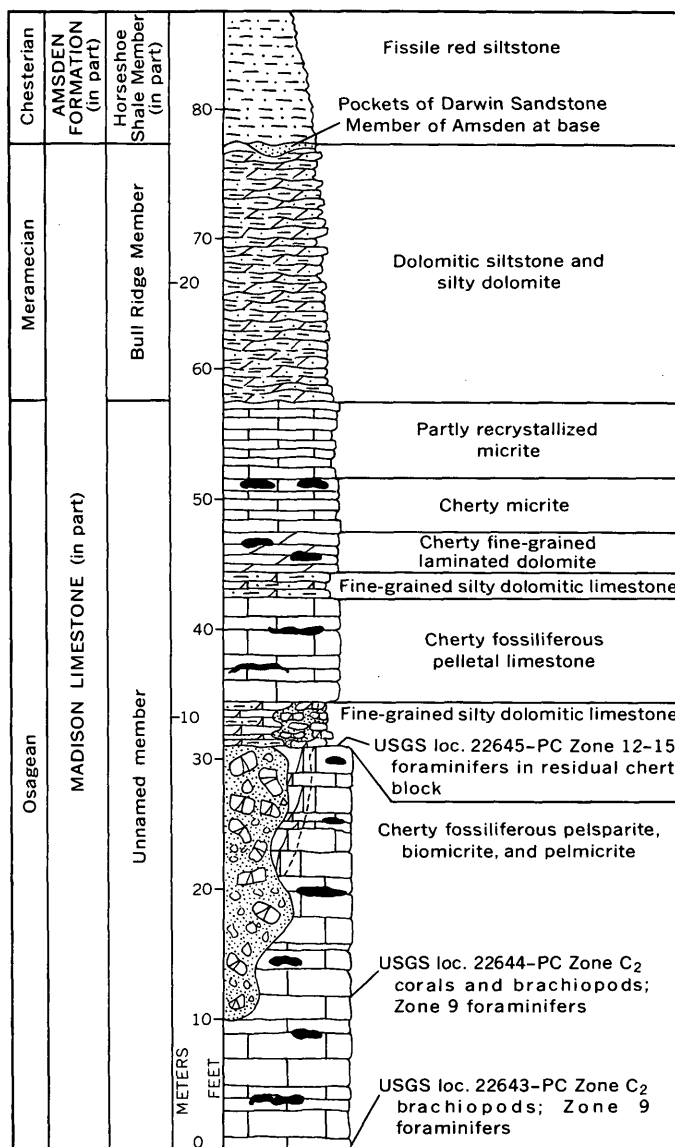 Chesterian
AMSDEN
FORMATION
(in part)
Horseshoe
Shale Member
(in part)
Meramecian
Bull Ridge Member
Osagean
MADISON LIMESTONE (in part)
Unnamed member
METERS
FEET
80
70
20
60
50
40
10
30
20
10
0
Fissile red siltstone
Pockets of Darwin Sandstone
Member of Amsden at base
Dolomitic siltstone and
silty dolomite
Partly recrystallized
micrite
Cherty micrite
Cherty fine-grained
laminated dolomite
Fine-grained silty dolomitic limestone
Cherty fossiliferous
pelletal limestone
Fine-grained silty dolomitic limestone
USGS loc. 22645-PC Zone 12-15
foraminifers in residual chert
block
Cherty fossiliferous pelsparite,
biomicrite, and pelmicrite
USGS loc. 22644-PC Zone C₂
corals and brachiopods;
Zone 9 foraminifers
USGS loc. 22643-PC Zone C₂
brachiopods; Zone 9
foraminifers